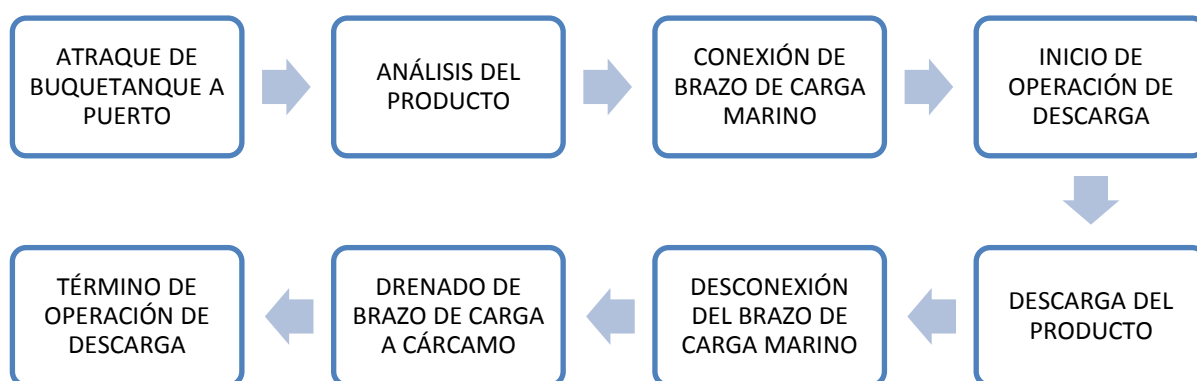 ATRAQUE DE
BUQUETANQUE A
PUERTO
ANÁLISIS DEL
PRODUCTO
CONEXIÓN DE
BRAZO DE CARGA
MARINO
INICIO DE
OPERACIÓN DE
DESCARGA
DESCARGA DEL
PRODUCTO
DESCONEXIÓN
DEL BRAZO DE
CARGA MARINO
DRENADO DE
BRAZO DE CARGA
A CÁRCAMO
TÉRMINO DE
OPERACIÓN DE
DESCARGA